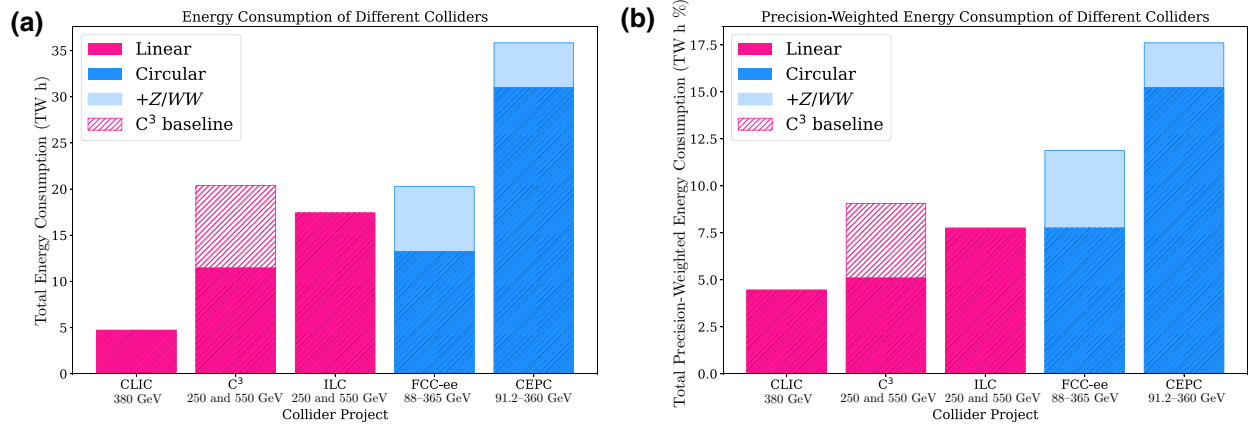 (a)
Energy Consumption of Different Colliders
Total Energy Consumption (TW h)
35
30
25
20
15
10
5
0
Linear
Circular
+Z/WW
C³ baseline
CLIC
380 GeV
C³
250 and 550 GeV
ILC
250 and 550 GeV
FCC-ee
88–365 GeV
CEPC
91.2–360 GeV
Collider Project
(b)
Precision-Weighted Energy Consumption of Different Colliders
Total Precision-Weighted Energy Consumption (TW h %)
17.5
15.0
12.5
10.0
7.5
5.0
2.5
0.0
Linear
Circular
+Z/WW
C³ baseline
CLIC
380 GeV
C³
250 and 550 GeV
ILC
250 and 550 GeV
FCC-ee
88–365 GeV
CEPC
91.2–360 GeV
Collider Project